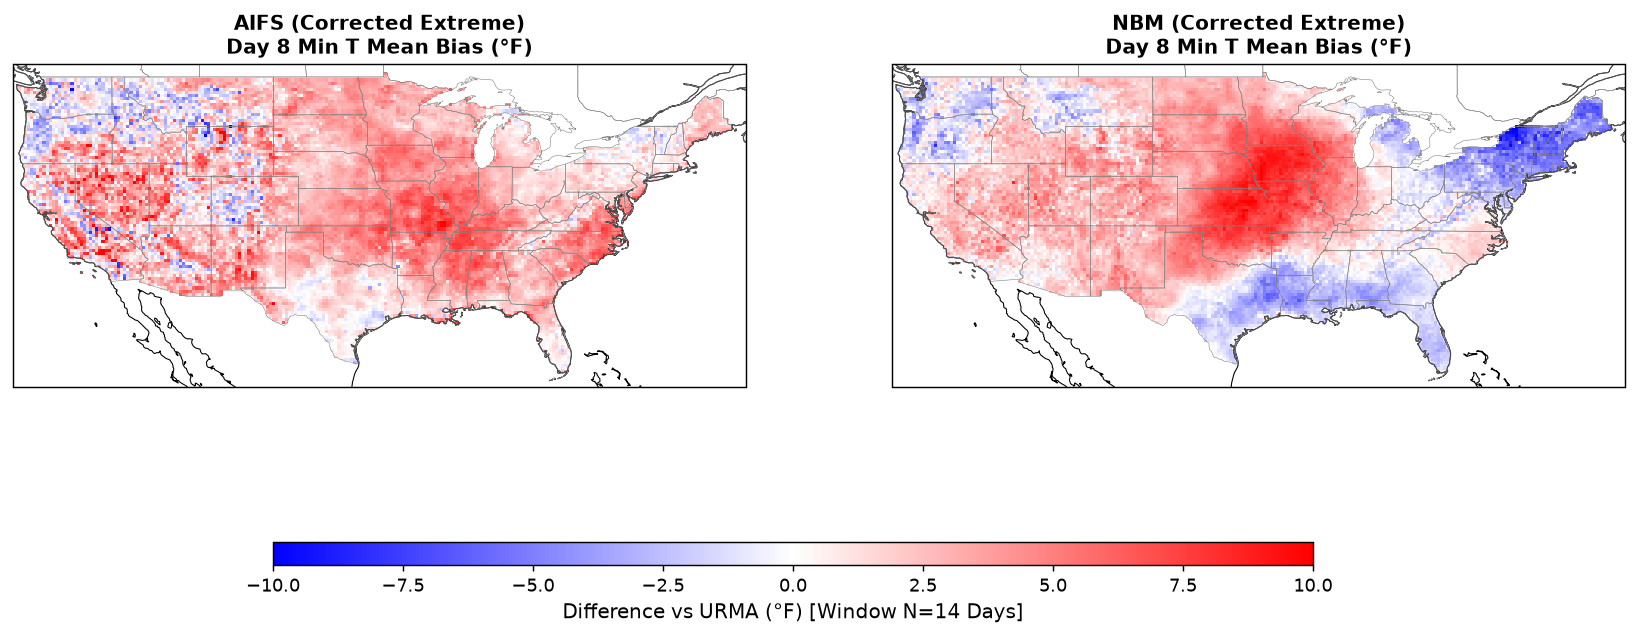 AIFS (Corrected Extreme)
Day 8 Min T Mean Bias (°F)
NBM (Corrected Extreme)
Day 8 Min T Mean Bias (°F)
−10.0 −7.5 −5.0 −2.5 0.0 2.5 5.0 7.5 10.0
Difference vs URMA (°F) [Window N=14 Days]